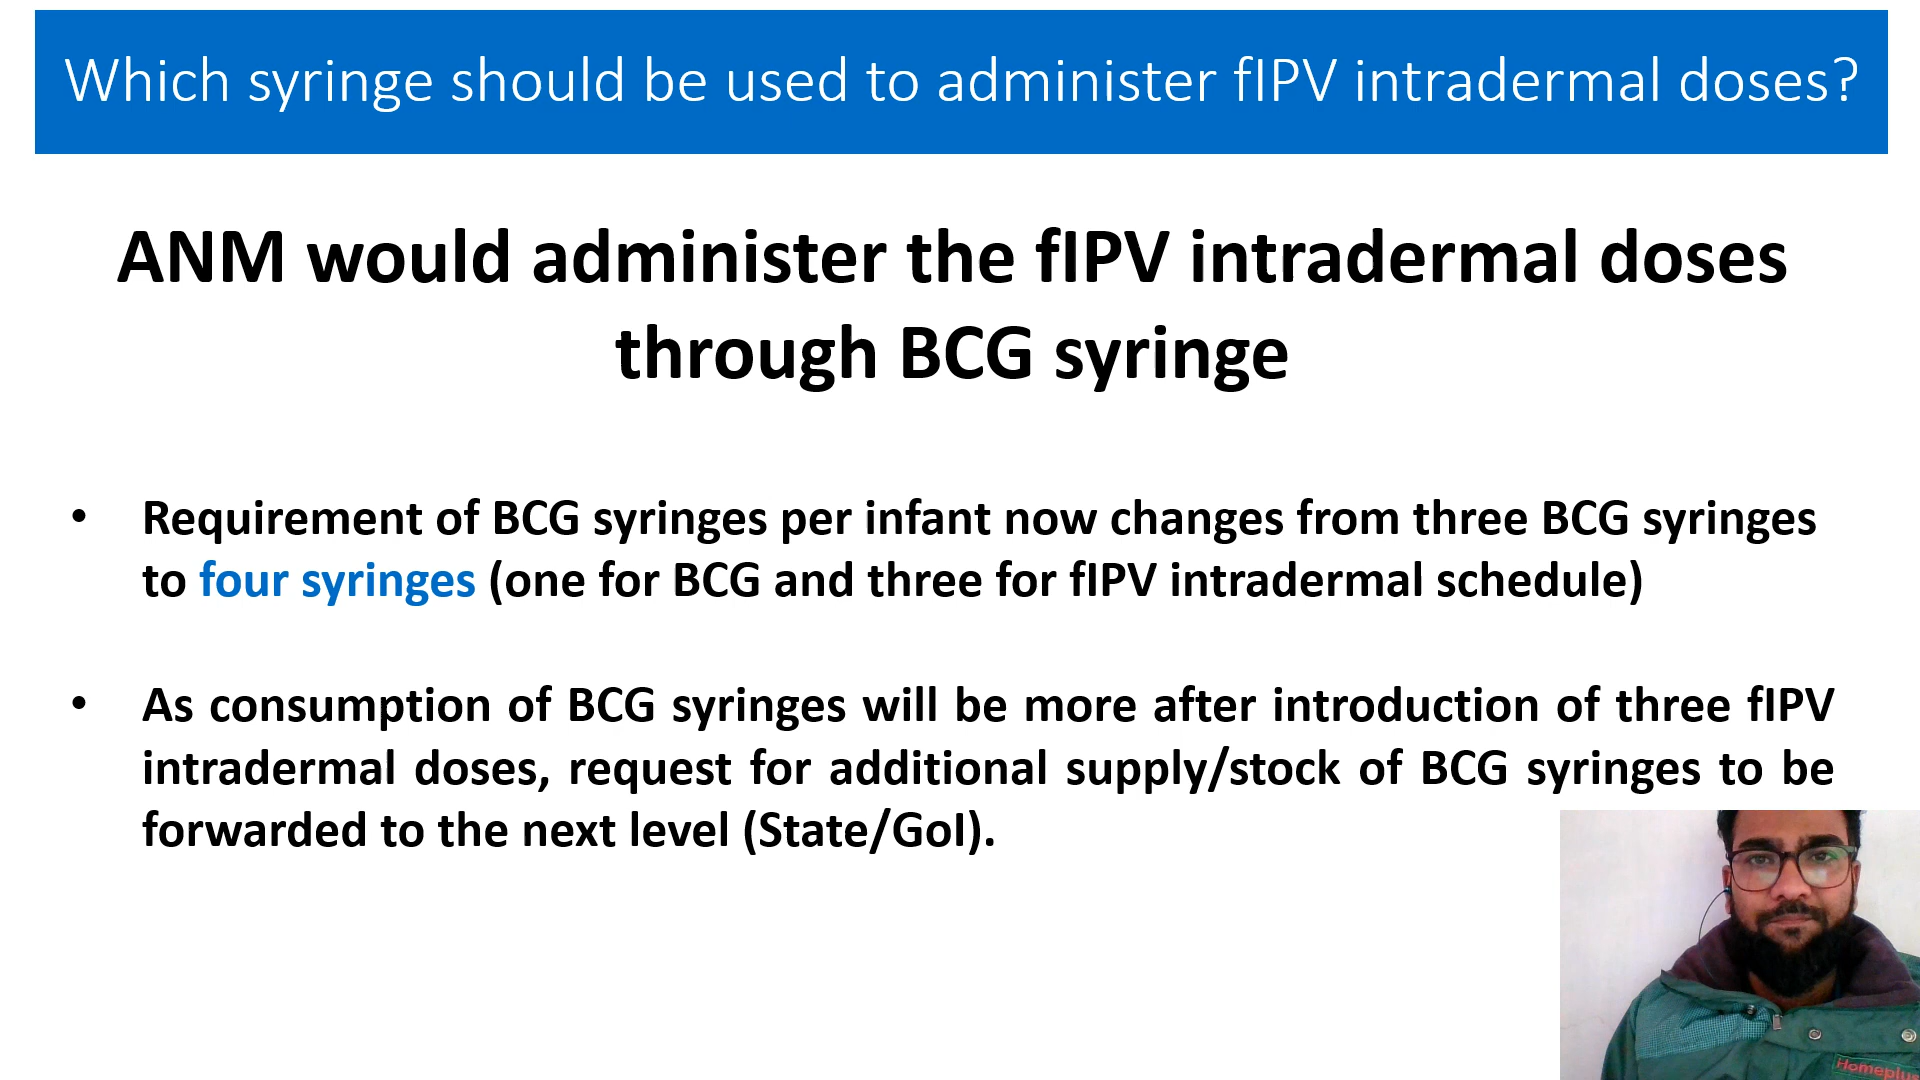 Which syringe should be used to administer fIPV intradermal doses?
ANM would administer the fIPV intradermal doses
through BCG syringe
• Requirement of BCG syringes per infant now changes from three BCG syringes
to four syringes (one for BCG and three for fIPV intradermal schedule)
• As consumption of BCG syringes will be more after introduction of three fIPV
intradermal doses, request for additional supply/stock of BCG syringes to be
forwarded to the next level (State/GoI).
Homeplus